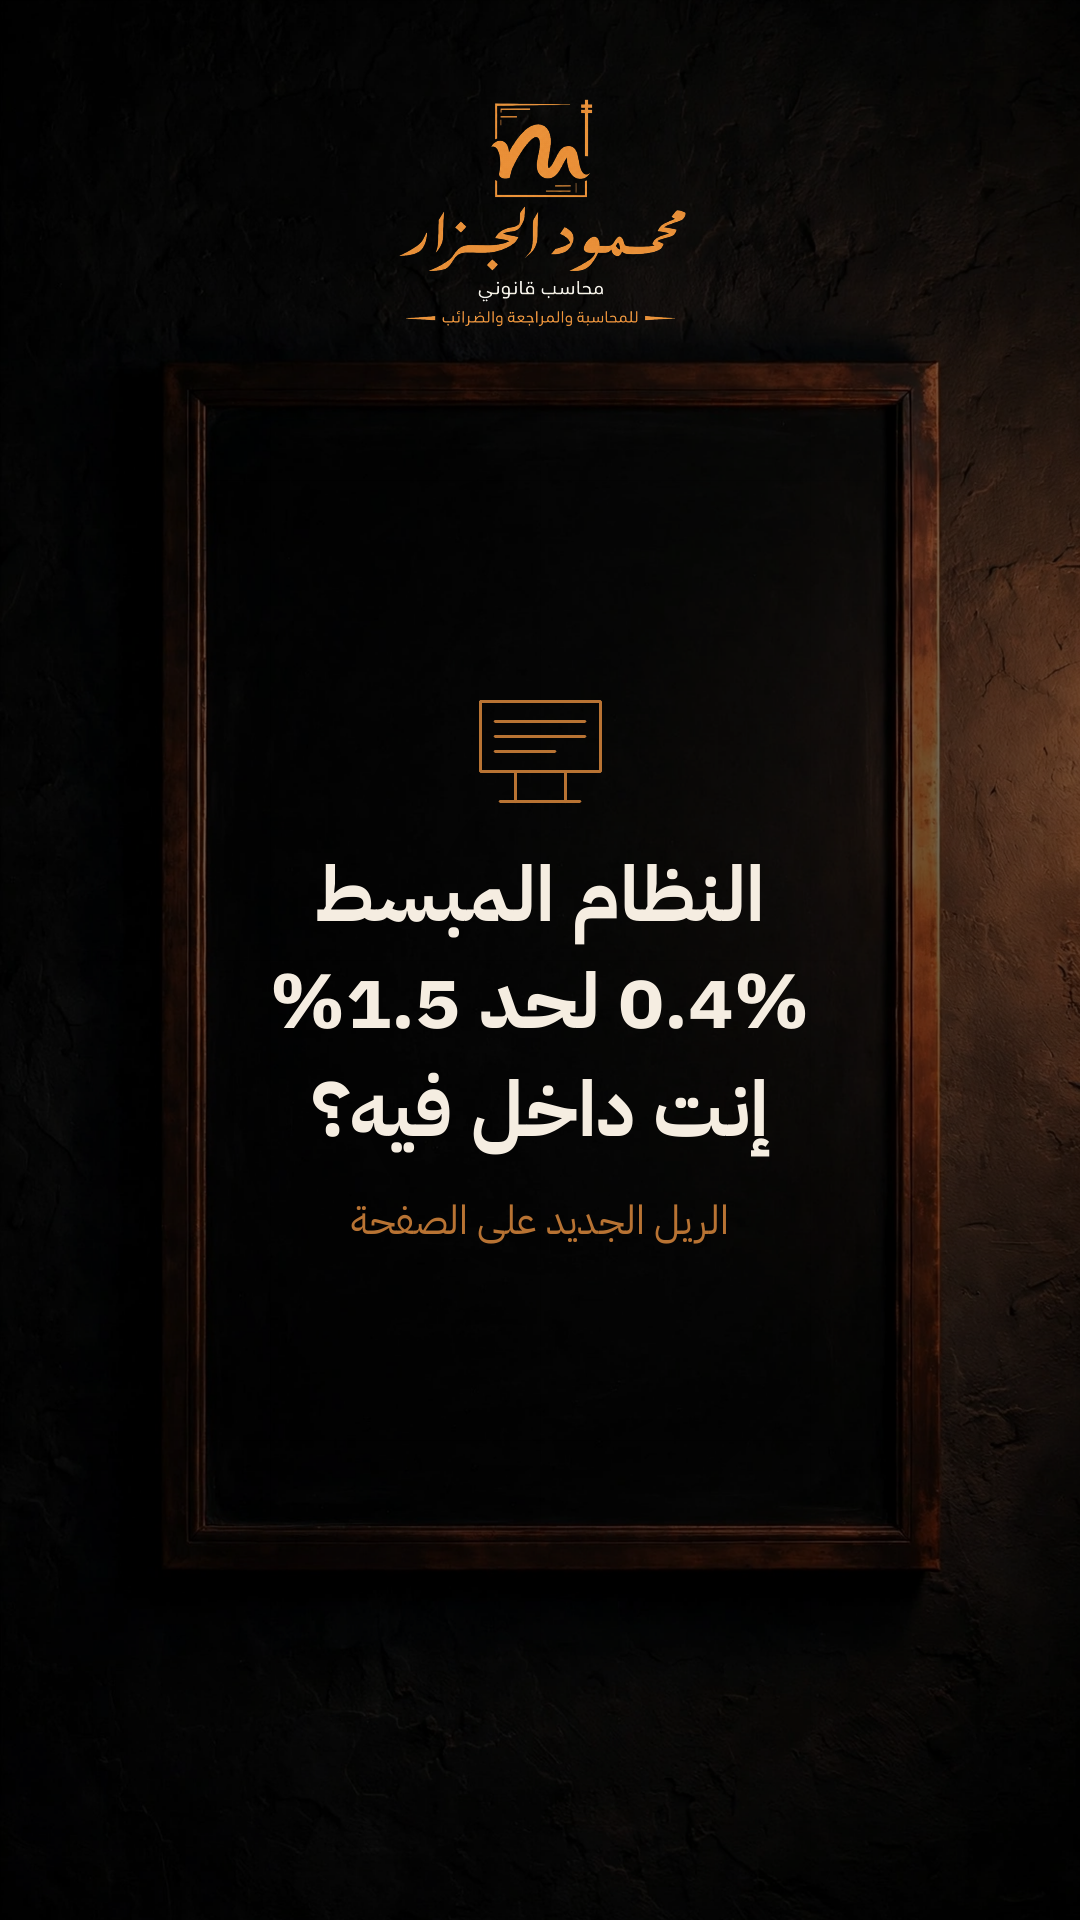 محمود الجزار
محاسب قانوني
للمحاسبة والمراجعة والضرائب
النظام المبسط
0.4% لحد 1.5%
إنت داخل فيه؟
الريل الجديد على الصفحة